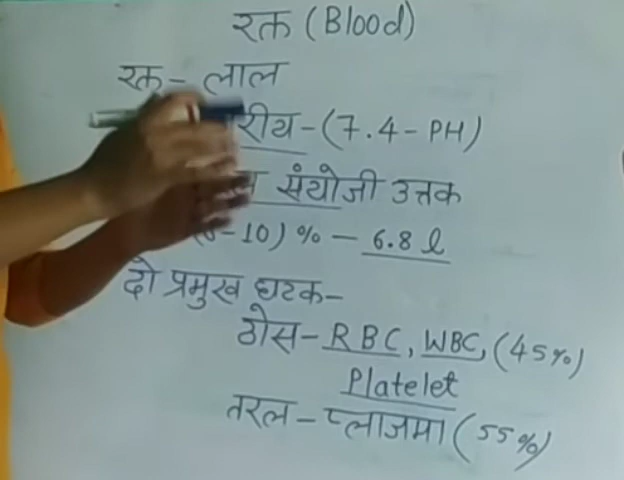 रक्त (Blood)
रक्त - लाल
रीय - (7.4 - PH)
संयोजी उत्तक
- 10) % - 6.8 l
दो प्रमुख घटक -
ठोस - RBC, WBC, (45%)
Platelet
तरल - प्लाजमा (55%)